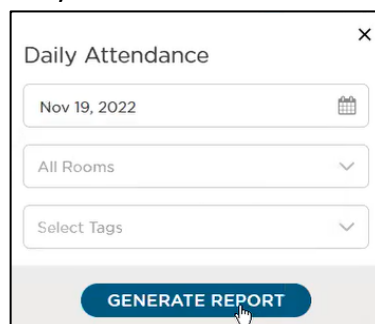 Daily Attendance
Nov 19, 2022
All Rooms
Select Tags
GENERATE REPORT